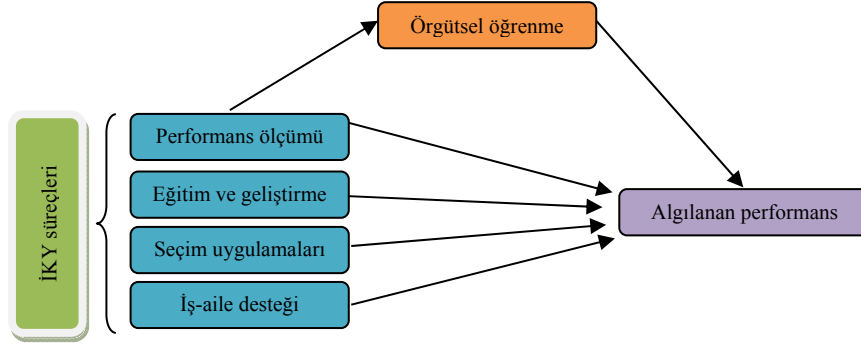 Örgütsel öğrenme
İKY süreçleri
Performans ölçümü
Eğitim ve geliştirme
Seçim uygulamaları
İş-aile desteği
Algılanan performans